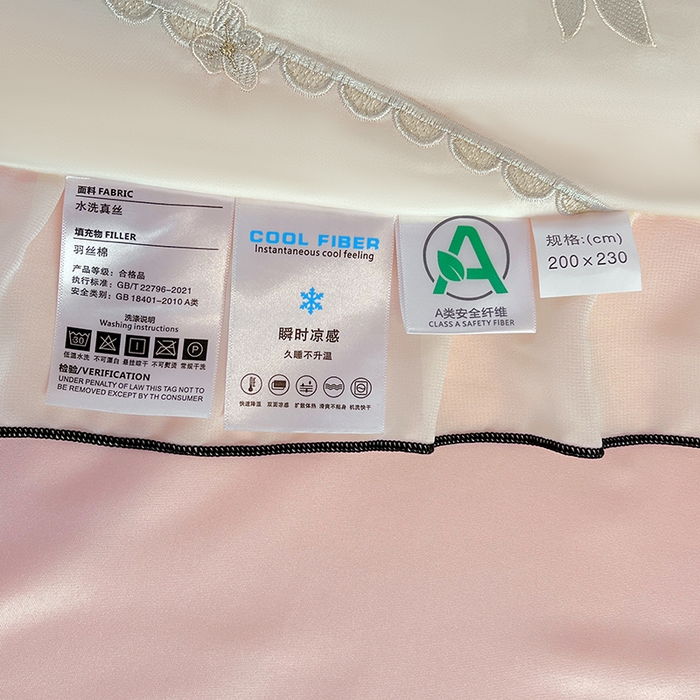 面料 FABRIC
水洗真丝
填充物 FILLER
羽丝棉
产品等级：合格品
执行标准：GB/T 22796-2021
安全类别：GB 18401-2010 A类
洗涤说明
Washing instructions
30
P
低温水洗 不可漂白 悬挂晾干 不可熨烫 常规干洗
检验/VERIFICATION
UNDER PENALTY OF LAW THIS TAG NOT TO
BE REMOVED EXCEPT BY TH CONSUMER
COOL FIBER
Instantaneous cool feeling
瞬时凉感
久睡不升温
快速降温 双面凉感 扩散体热 滑爽不贴身 机洗快干
A
A类安全纤维
CLASS A SAFETY FIBER
规格:(cm)
200×230